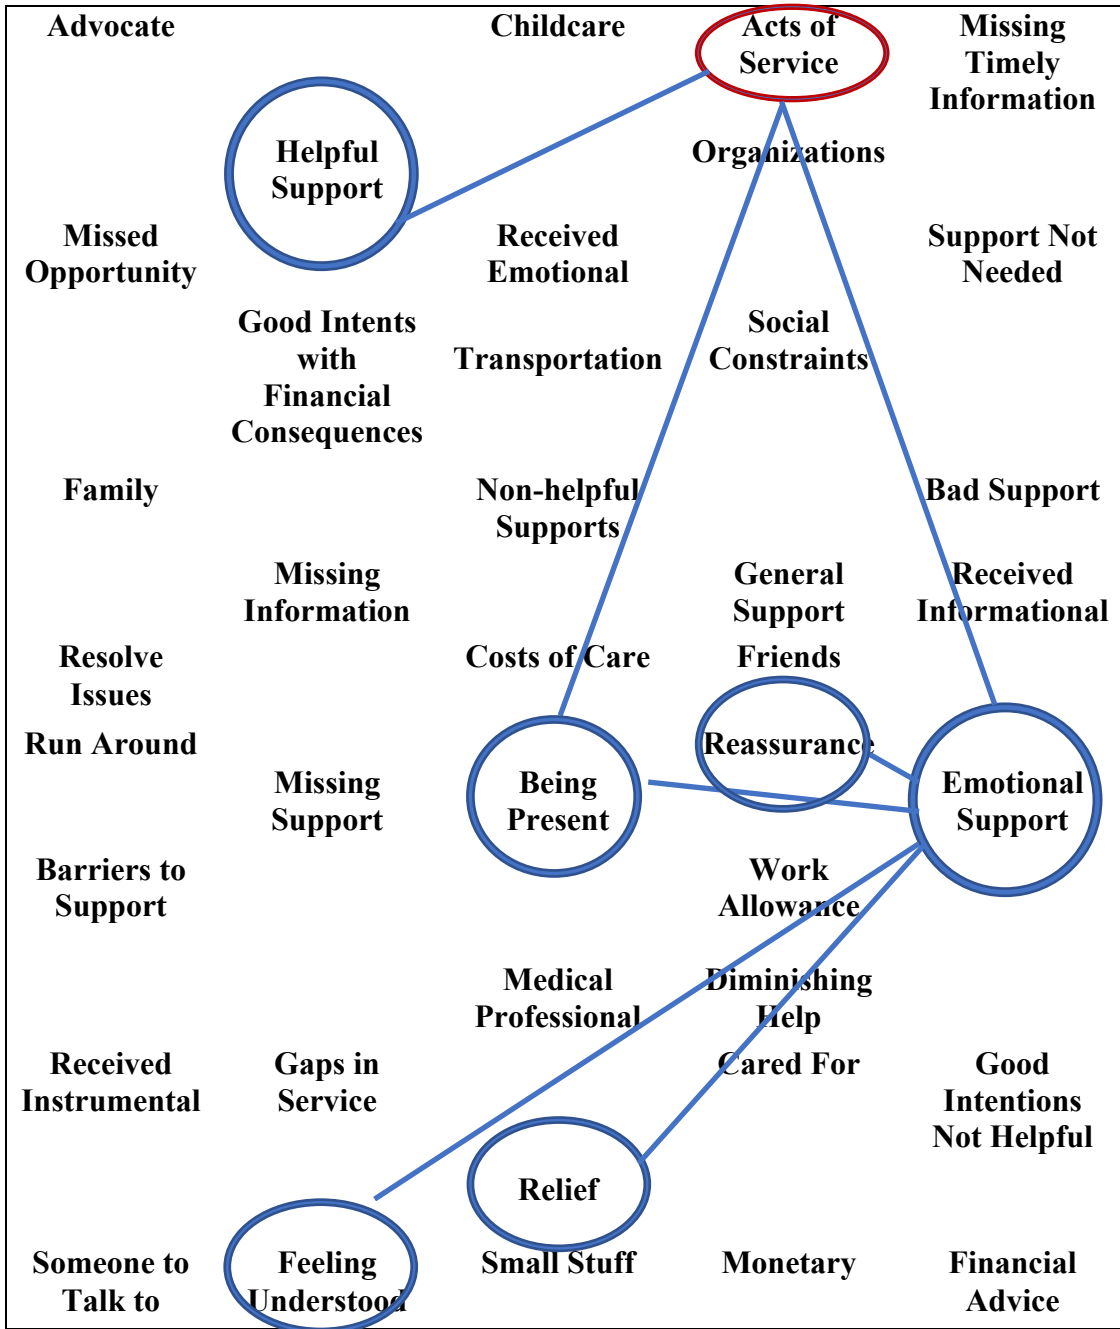 Advocate
Childcare
Acts of
Service
Missing
Timely
Information
Helpful
Support
Organizations
Missed
Opportunity
Received
Emotional
Support Not
Needed
Good Intents
with
Financial
Consequences
Transportation
Social
Constraints
Family
Non-helpful
Supports
Bad Support
Missing
Information
General
Support
Received
Informational
Resolve
Issues
Costs of Care
Friends
Run Around
Reassurance
Missing
Support
Being
Present
Emotional
Support
Barriers to
Support
Work
Allowance
Medical
Professional
Diminishing
Help
Received
Instrumental
Gaps in
Service
Cared For
Good
Intentions
Not Helpful
Relief
Someone to
Talk to
Feeling
Understood
Small Stuff
Monetary
Financial
Advice